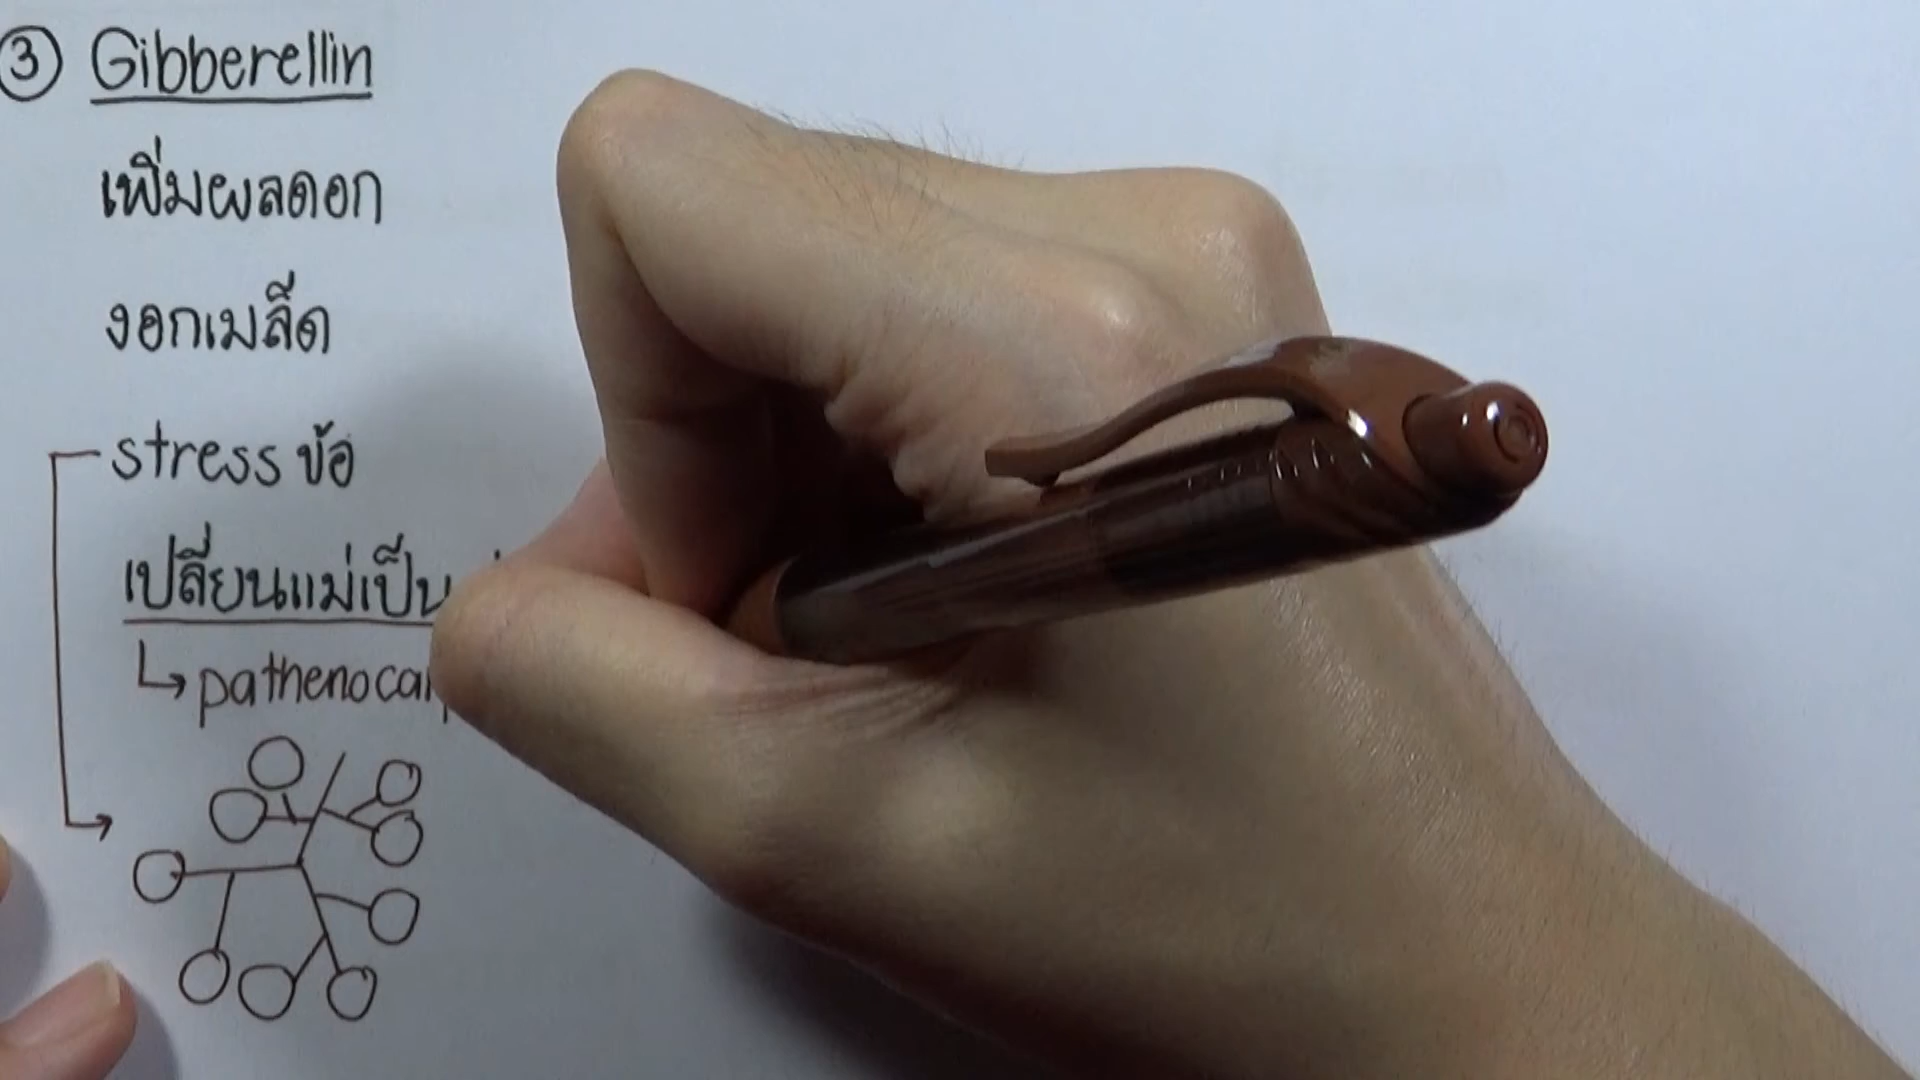 ③ Gibberellin
เพิ่มผลดอก
งอกเมล็ด
stress ข้อ
เปลี่ยนแม่เป็น
↳ pathenocar